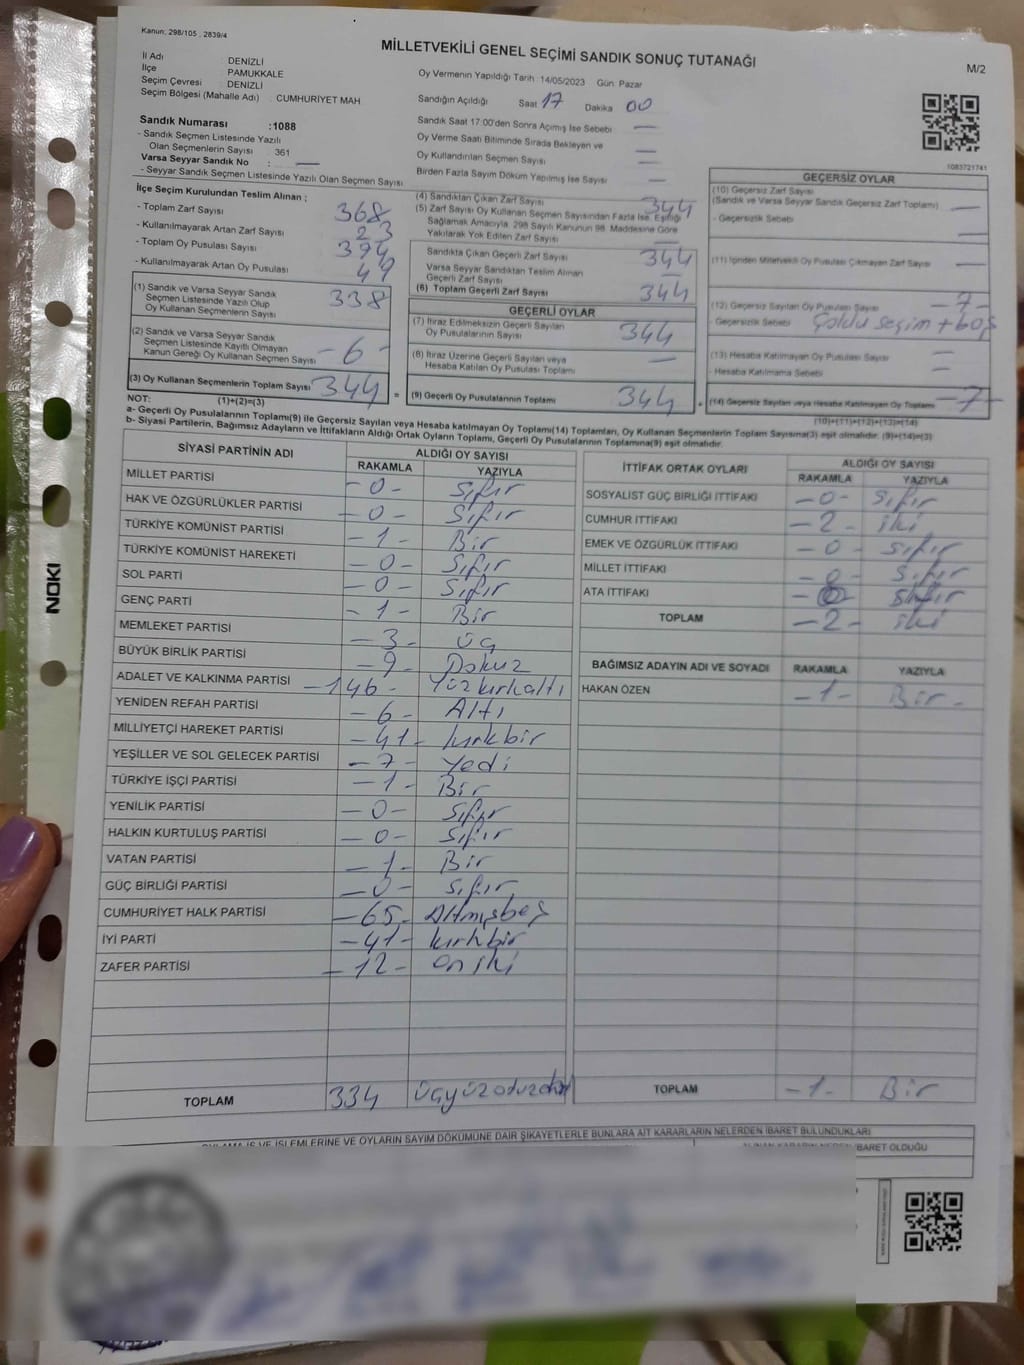 Kanun: 298/105 , 2839/4
MİLLETVEKİLİ GENEL SEÇİMİ SANDIK SONUÇ TUTANAĞI
M/2
İl Adı : DENİZLİ
İlçe : PAMUKKALE
Seçim Çevresi : DENİZLİ
Seçim Bölgesi (Mahalle Adı) : CUMHURİYET MAH.
Oy Vermenin Yapıldığı Tarih :14/05/2023 Gün: Pazar
Sandığın Açıldığı Saat 17 Dakika 00
Sandık Saat 17:00'den Sonra Açımış İse Sebebi —
Oy Verme Saati Bitiminde Sırada Bekleyen ve
Oy Kullandırılan Seçmen Sayısı —
Birden Fazla Sayım Döküm Yapılmış İse Sayısı —
Sandık Numarası :1088
- Sandık Seçmen Listesinde Yazılı
Olan Seçmenlerin Sayısı : 361
Varsa Seyyar Sandık No : —
- Seyyar Sandık Seçmen Listesinde Yazılı Olan Seçmen Sayısı
1083721741
İlçe Seçim Kurulundan Teslim Alınan ;
- Toplam Zarf Sayısı 368
- Kullanılmayarak Artan Zarf Sayısı 23
- Toplam Oy Pusulası Sayısı 394
- Kullanılmayarak Artan Oy Pusulası 49
(1) Sandık ve Varsa Seyyar Sandık
Seçmen Listesinde Yazılı Olup
Oy Kullanan Seçmenlerin Sayısı 338
(2) Sandık ve Varsa Seyyar Sandık
Seçmen Listesinde Kayıtlı Olmayan
Kanun Gereği Oy Kullanan Seçmen Sayısı - 6 -
(3) Oy Kullanan Seçmenlerin Toplam Sayısı 344 =
(4) Sandıktan Çıkan Zarf Sayısı 344
(5) Zarf Sayısı Oy Kullanan Seçmen Sayısından Fazla İse, Eşitliği
Sağlamak Amacıyla, 298 Sayılı Kanunun 98. Maddesine Göre
Yakılarak Yok Edilen Zarf Sayısı —
Sandıkta Çıkan Geçerli Zarf Sayısı 344
Varsa Seyyar Sandıktan Teslim Alınan
Geçerli Zarf Sayısı —
(6) Toplam Geçerli Zarf Sayısı 344
GEÇERLİ OYLAR
(7) İtiraz Edilmeksizin Geçerli Sayılan
Oy Pusulalarının Sayısı 344
(8) İtiraz Üzerine Geçerli Sayılan veya
Hesaba Katılan Oy Pusulası Toplamı —
(9) Geçerli Oy Pusulalarının Toplamı 344 +
GEÇERSİZ OYLAR
(10) Geçersiz Zarf Sayısı
(Sandık ve Varsa Seyyar Sandık Geçersiz Zarf Toplamı) —
- Geçersizlik Sebebi —
(11) İçinden Milletvekili Oy Pusulası Çıkmayan Zarf Sayısı —
(12) Geçersiz Sayılan Oy Pusulası Sayısı -7-
- Geçersizlik Sebebi seçim + boş
(13) Hesaba Katılmayan Oy Pusulası Sayısı —
- Hesaba Katılmama Sebebi —
(14) Geçersiz Sayılan veya Hesaba Katılmayan Oy Toplamı -7-
NOT: (1)+(2)=(3)
(10)+(11)+(12)+(13)=(14)
a- Geçerli Oy Pusulalarının Toplamı(9) ile Geçersiz Sayılan veya Hesaba katılmayan Oy Toplamı(14) Toplamları, Oy Kullanan Seçmenlerin Toplam Sayısına(3) eşit olmalıdır. (9)+(14)=(3)
b- Siyasi Partilerin, Bağımsız Adayların ve İttifakların Aldığı Ortak Oyların Toplamı, Geçerli Oy Pusulalarının Toplamına(9) eşit olmalıdır.
SİYASİ PARTİNİN ADI ALDIĞI OY SAYISI
RAKAMLA YAZIYLA
MİLLET PARTİSİ -0- Sıfır
HAK VE ÖZGÜRLÜKLER PARTİSİ -0- Sıfır
TÜRKİYE KOMÜNİST PARTİSİ -1- Bir
TÜRKİYE KOMÜNİST HAREKETİ -0- Sıfır
SOL PARTİ -0- Sıfır
GENÇ PARTİ -1- Bir
MEMLEKET PARTİSİ -3- üç
BÜYÜK BİRLİK PARTİSİ -9- Dokuz
ADALET VE KALKINMA PARTİSİ -146- Yüzkırkaltı
YENİDEN REFAH PARTİSİ -6- Altı
MİLLİYETÇİ HAREKET PARTİSİ -41- kırkbir
YEŞİLLER VE SOL GELECEK PARTİSİ -7- Yedi
TÜRKİYE İŞÇİ PARTİSİ -1- Bir
YENİLİK PARTİSİ -0- Sıfır
HALKIN KURTULUŞ PARTİSİ -0- Sıfır
VATAN PARTİSİ -1- Bir
GÜÇ BİRLİĞİ PARTİSİ -0- Sıfır
CUMHURİYET HALK PARTİSİ -65- Altmışbeş
İYİ PARTİ -41- kırkbir
ZAFER PARTİSİ -12- on iki
TOPLAM 334
İTTİFAK ORTAK OYLARI ALDIĞI OY SAYISI
RAKAMLA YAZIYLA
SOSYALİST GÜÇ BİRLİĞİ İTTİFAKI -0- Sıfır
CUMHUR İTTİFAKI -2- iki
EMEK VE ÖZGÜRLÜK İTTİFAKI -0- Sıfır
MİLLET İTTİFAKI -0- Sıfır
ATA İTTİFAKI -0- Sıfır
TOPLAM -2- iki
BAĞIMSIZ ADAYIN ADI VE SOYADI RAKAMLA YAZIYLA
HAKAN ÖZEN -1- Bir
TOPLAM -1- Bir
OYLAMA İŞ VE İŞLEMLERİNE VE OYLARIN SAYIM DÖKÜMÜNE DAİR ŞİKAYETLERLE BUNLARA AİT KARARLARIN NELERDEN İBARET BULUNDUKLARI
ALINAN KARARIN NEDEN İBARET OLDUĞU
NOKI